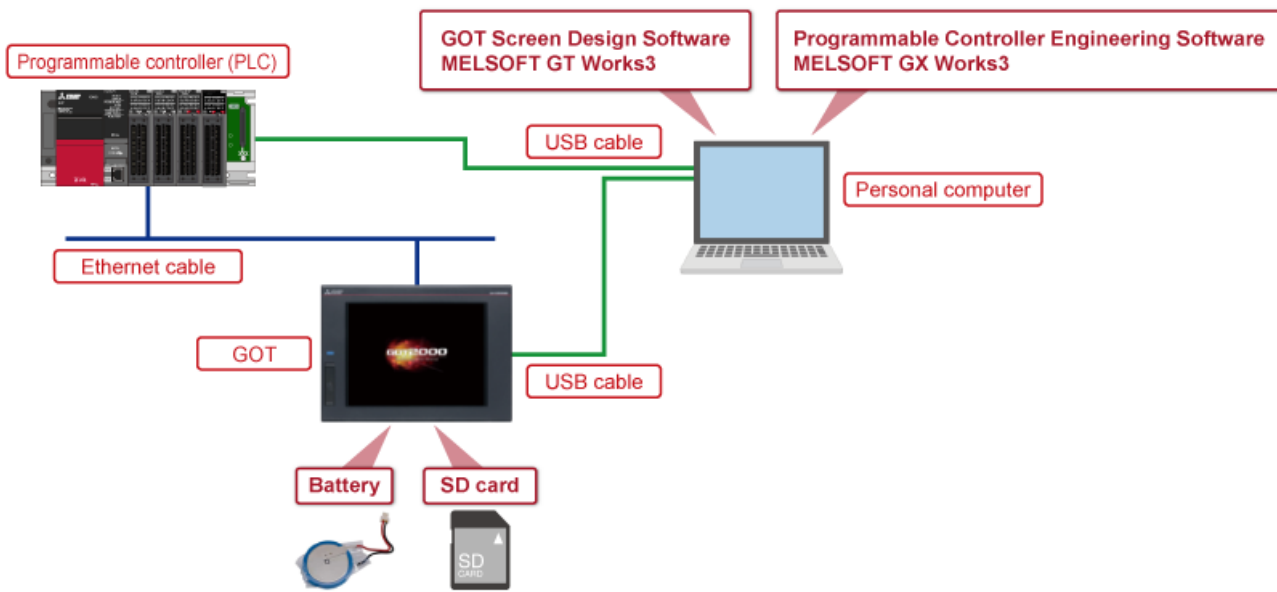 GOT Screen Design Software
MELSOFT GT Works3
Programmable Controller Engineering Software
MELSOFT GX Works3
Programmable controller (PLC)
USB cable
Personal computer
Ethernet cable
GOT
GOT2000
USB cable
Battery
SD card
SD
CARD